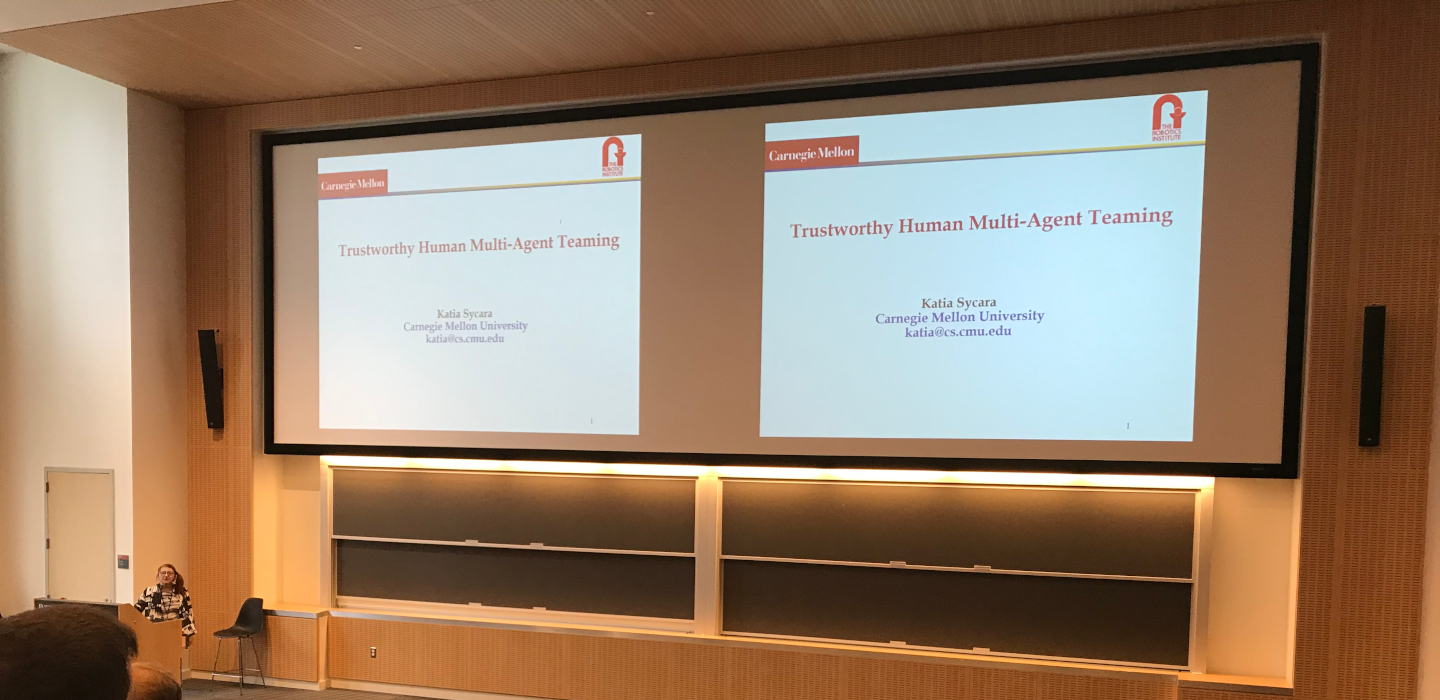 Carnegie Mellon
THE
ROBOTICS
INSTITUTE
Trustworthy Human Multi-Agent Teaming
Katia Sycara
Carnegie Mellon University
katia@cs.cmu.edu
1
Carnegie Mellon
THE
ROBOTICS
INSTITUTE
Trustworthy Human Multi-Agent Teaming
Katia Sycara
Carnegie Mellon University
katia@cs.cmu.edu
1